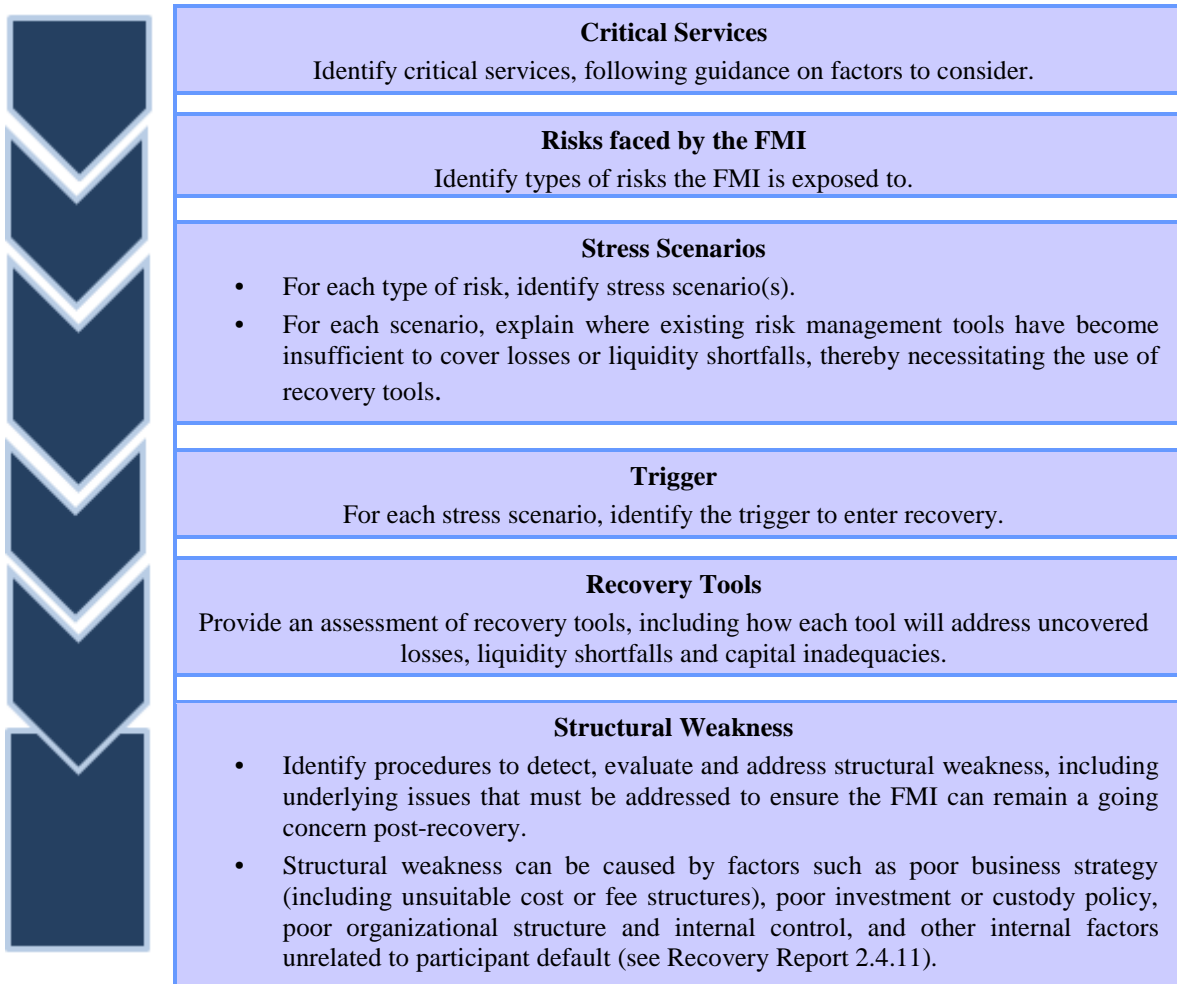 Critical Services
Identify critical services, following guidance on factors to consider.
Risks faced by the FMI
Identify types of risks the FMI is exposed to.
Stress Scenarios
• For each type of risk, identify stress scenario(s).
• For each scenario, explain where existing risk management tools have become
insufficient to cover losses or liquidity shortfalls, thereby necessitating the use of
recovery tools.
Trigger
For each stress scenario, identify the trigger to enter recovery.
Recovery Tools
Provide an assessment of recovery tools, including how each tool will address uncovered
losses, liquidity shortfalls and capital inadequacies.
Structural Weakness
• Identify procedures to detect, evaluate and address structural weakness, including
underlying issues that must be addressed to ensure the FMI can remain a going
concern post-recovery.
• Structural weakness can be caused by factors such as poor business strategy
(including unsuitable cost or fee structures), poor investment or custody policy,
poor organizational structure and internal control, and other internal factors
unrelated to participant default (see Recovery Report 2.4.11).